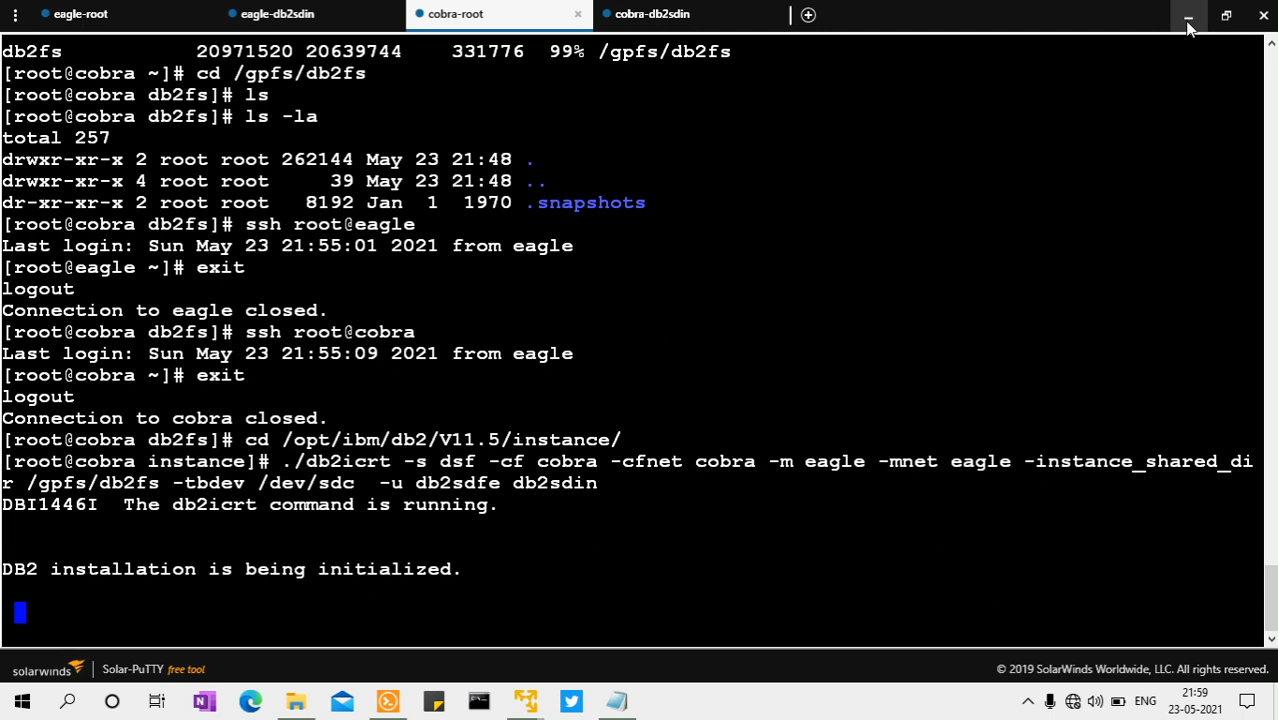 eagle-root
eagle-db2sdin
cobra-root
cobra-db2sdin
db2fs 20971520 20639744 331776 99% /gpfs/db2fs
[root@cobra ~]# cd /gpfs/db2fs
[root@cobra db2fs]# ls
[root@cobra db2fs]# ls -la
total 257
drwxr-xr-x 2 root root 262144 May 23 21:48 .
drwxr-xr-x 4 root root 39 May 23 21:48 ..
dr-xr-xr-x 2 root root 8192 Jan 1 1970 .snapshots
[root@cobra db2fs]# ssh root@eagle
Last login: Sun May 23 21:55:01 2021 from eagle
[root@eagle ~]# exit
logout
Connection to eagle closed.
[root@cobra db2fs]# ssh root@cobra
Last login: Sun May 23 21:55:09 2021 from eagle
[root@cobra ~]# exit
logout
Connection to cobra closed.
[root@cobra db2fs]# cd /opt/ibm/db2/V11.5/instance/
[root@cobra instance]# ./db2icrt -s dsf -cf cobra -cfnet cobra -m eagle -mnet eagle -instance_shared_di
r /gpfs/db2fs -tbdev /dev/sdc -u db2sdfe db2sdin
DBI1446I The db2icrt command is running.
DB2 installation is being initialized.
solarwinds Solar-PuTTY free tool
© 2019 SolarWinds Worldwide, LLC. All rights reserved.
ENG
21:59
23-05-2021